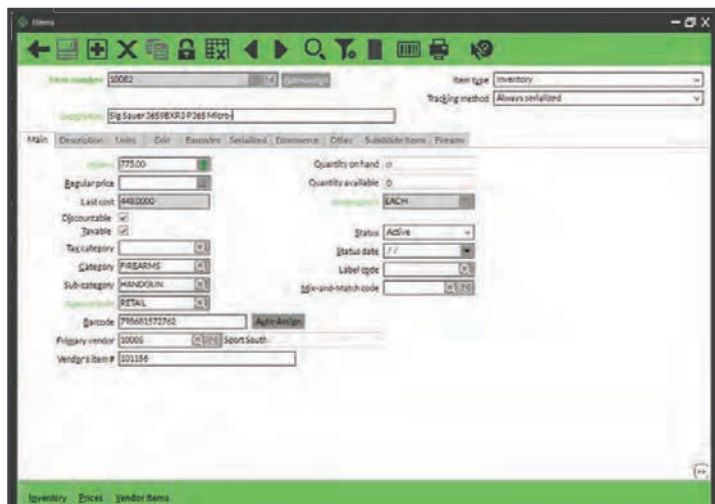 Items
Item number 10002
Item type Inventory
Tracking method Always serialized
Description Sig Sauer 3659BXR3 P365 Micro-
Main Description Units Grid Barcodes Serialized Ecommerce Other Substitute Items Firearm
775.00 Quantity on hand 0
Regular price Quantity available 0
Last cost 448.0000 EACH
Discountable
Taxable Status Active
Tax category Status date / /
Category FIREARMS Label code
Sub-category HANDGUN Mix-and-Match code
RETAIL
Barcode 798681572762 Auto Assign
Primary vendor 10005 Sport South
Vendor's item # 101156
Inventory Prices Vendor Items